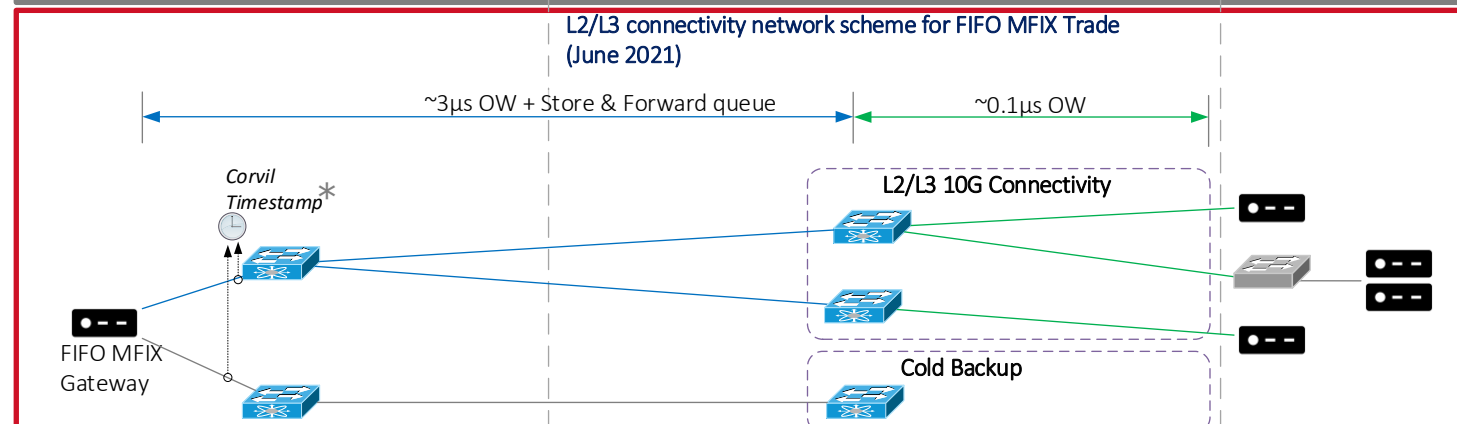 L2/L3 connectivity network scheme for FIFO MFIX Trade
(June 2021)
~3µs OW + Store & Forward queue
~0.1µs OW
Corvil
Timestamp*
L2/L3 10G Connectivity
FIFO MFIX
Gateway
Cold Backup